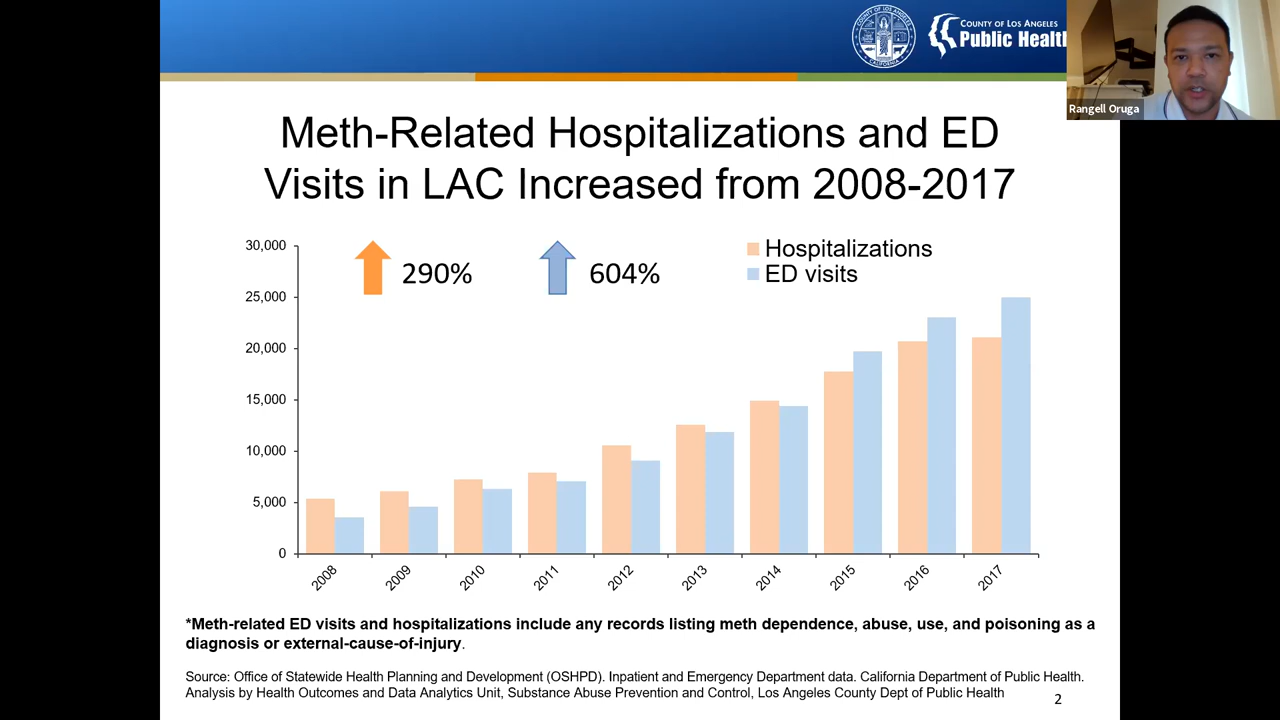 COUNTY OF LOS ANGELES
Public Health
Rangell Oruga
Meth-Related Hospitalizations and ED
Visits in LAC Increased from 2008-2017
290%
604%
Hospitalizations
ED visits
30,000
25,000
20,000
15,000
10,000
5,000
0
2008
2009
2010
2011
2012
2013
2014
2015
2016
2017
*Meth-related ED visits and hospitalizations include any records listing meth dependence, abuse, use, and poisoning as a
diagnosis or external-cause-of-injury.
Source: Office of Statewide Health Planning and Development (OSHPD). Inpatient and Emergency Department data. California Department of Public Health.
Analysis by Health Outcomes and Data Analytics Unit, Substance Abuse Prevention and Control, Los Angeles County Dept of Public Health
2